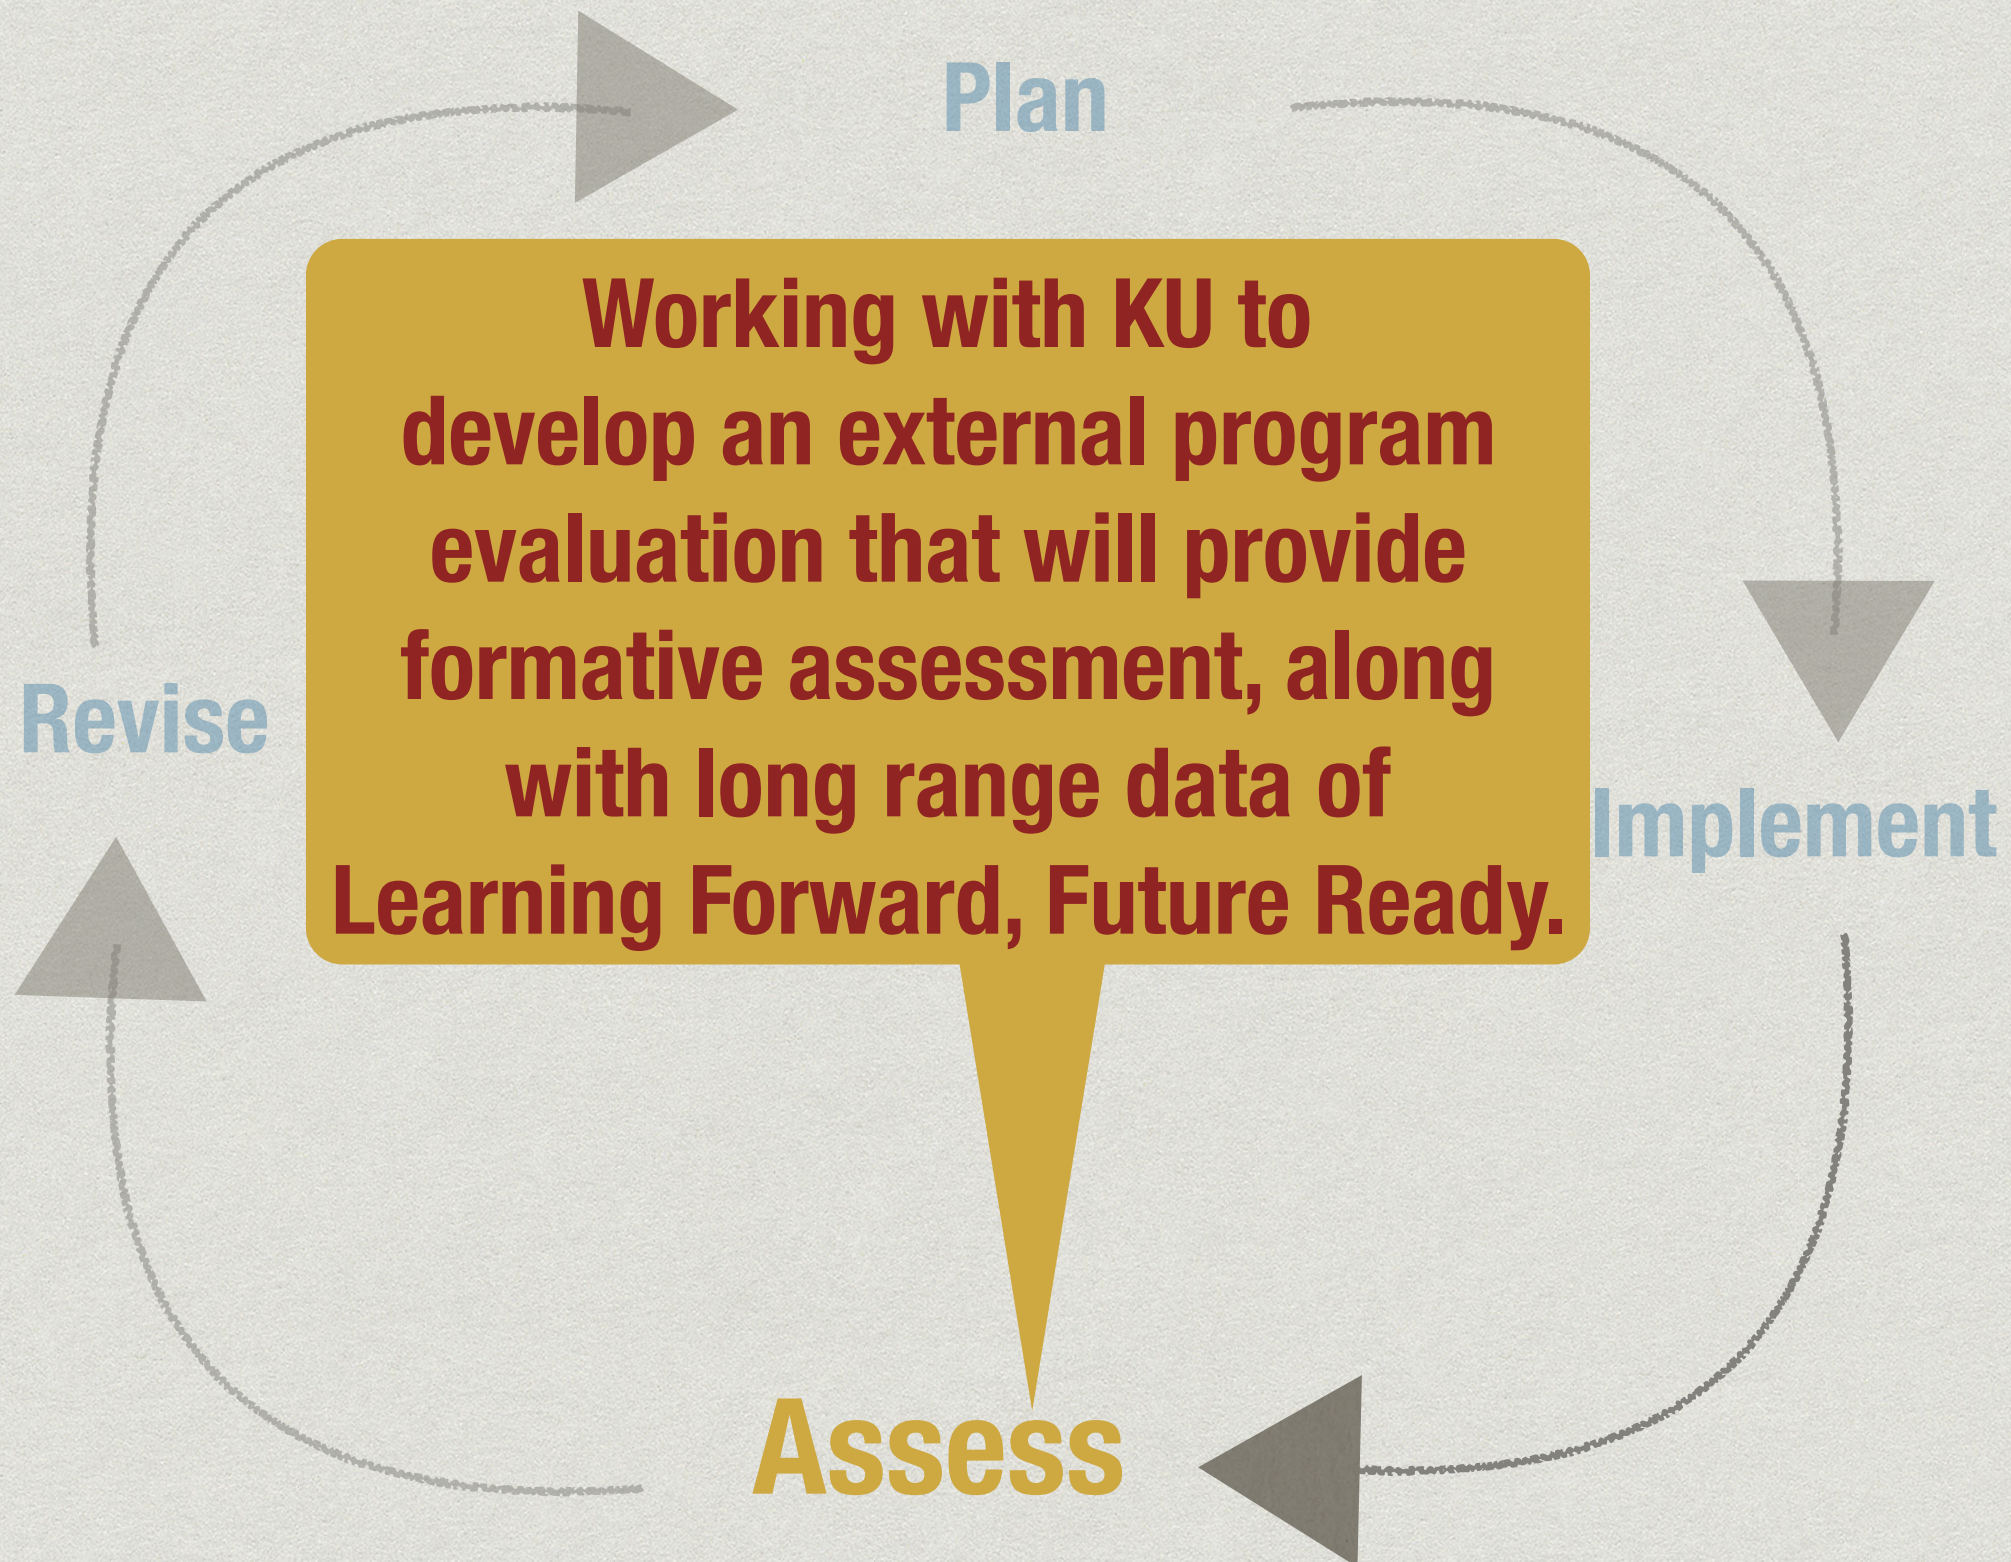 Plan
Working with KU to
develop an external program
evaluation that will provide
formative assessment, along
with long range data of
Learning Forward, Future Ready.
Revise
Implement
Assess